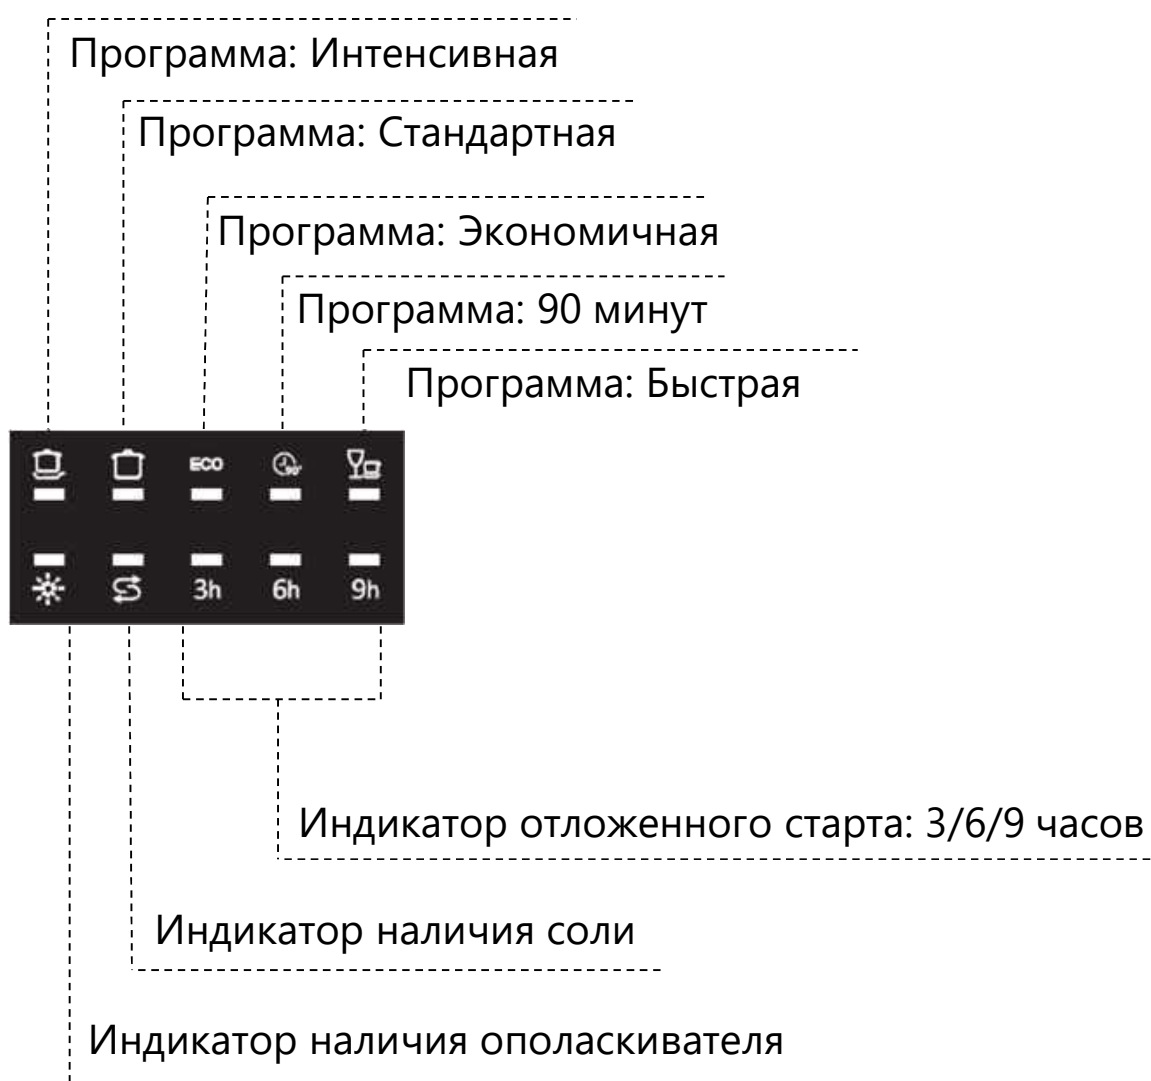 Программа: Интенсивная
Программа: Стандартная
Программа: Экономичная
Программа: 90 минут
Программа: Быстрая
ECO 90'
3h 6h 9h
Индикатор отложенного старта: 3/6/9 часов
Индикатор наличия соли
Индикатор наличия ополаскивателя